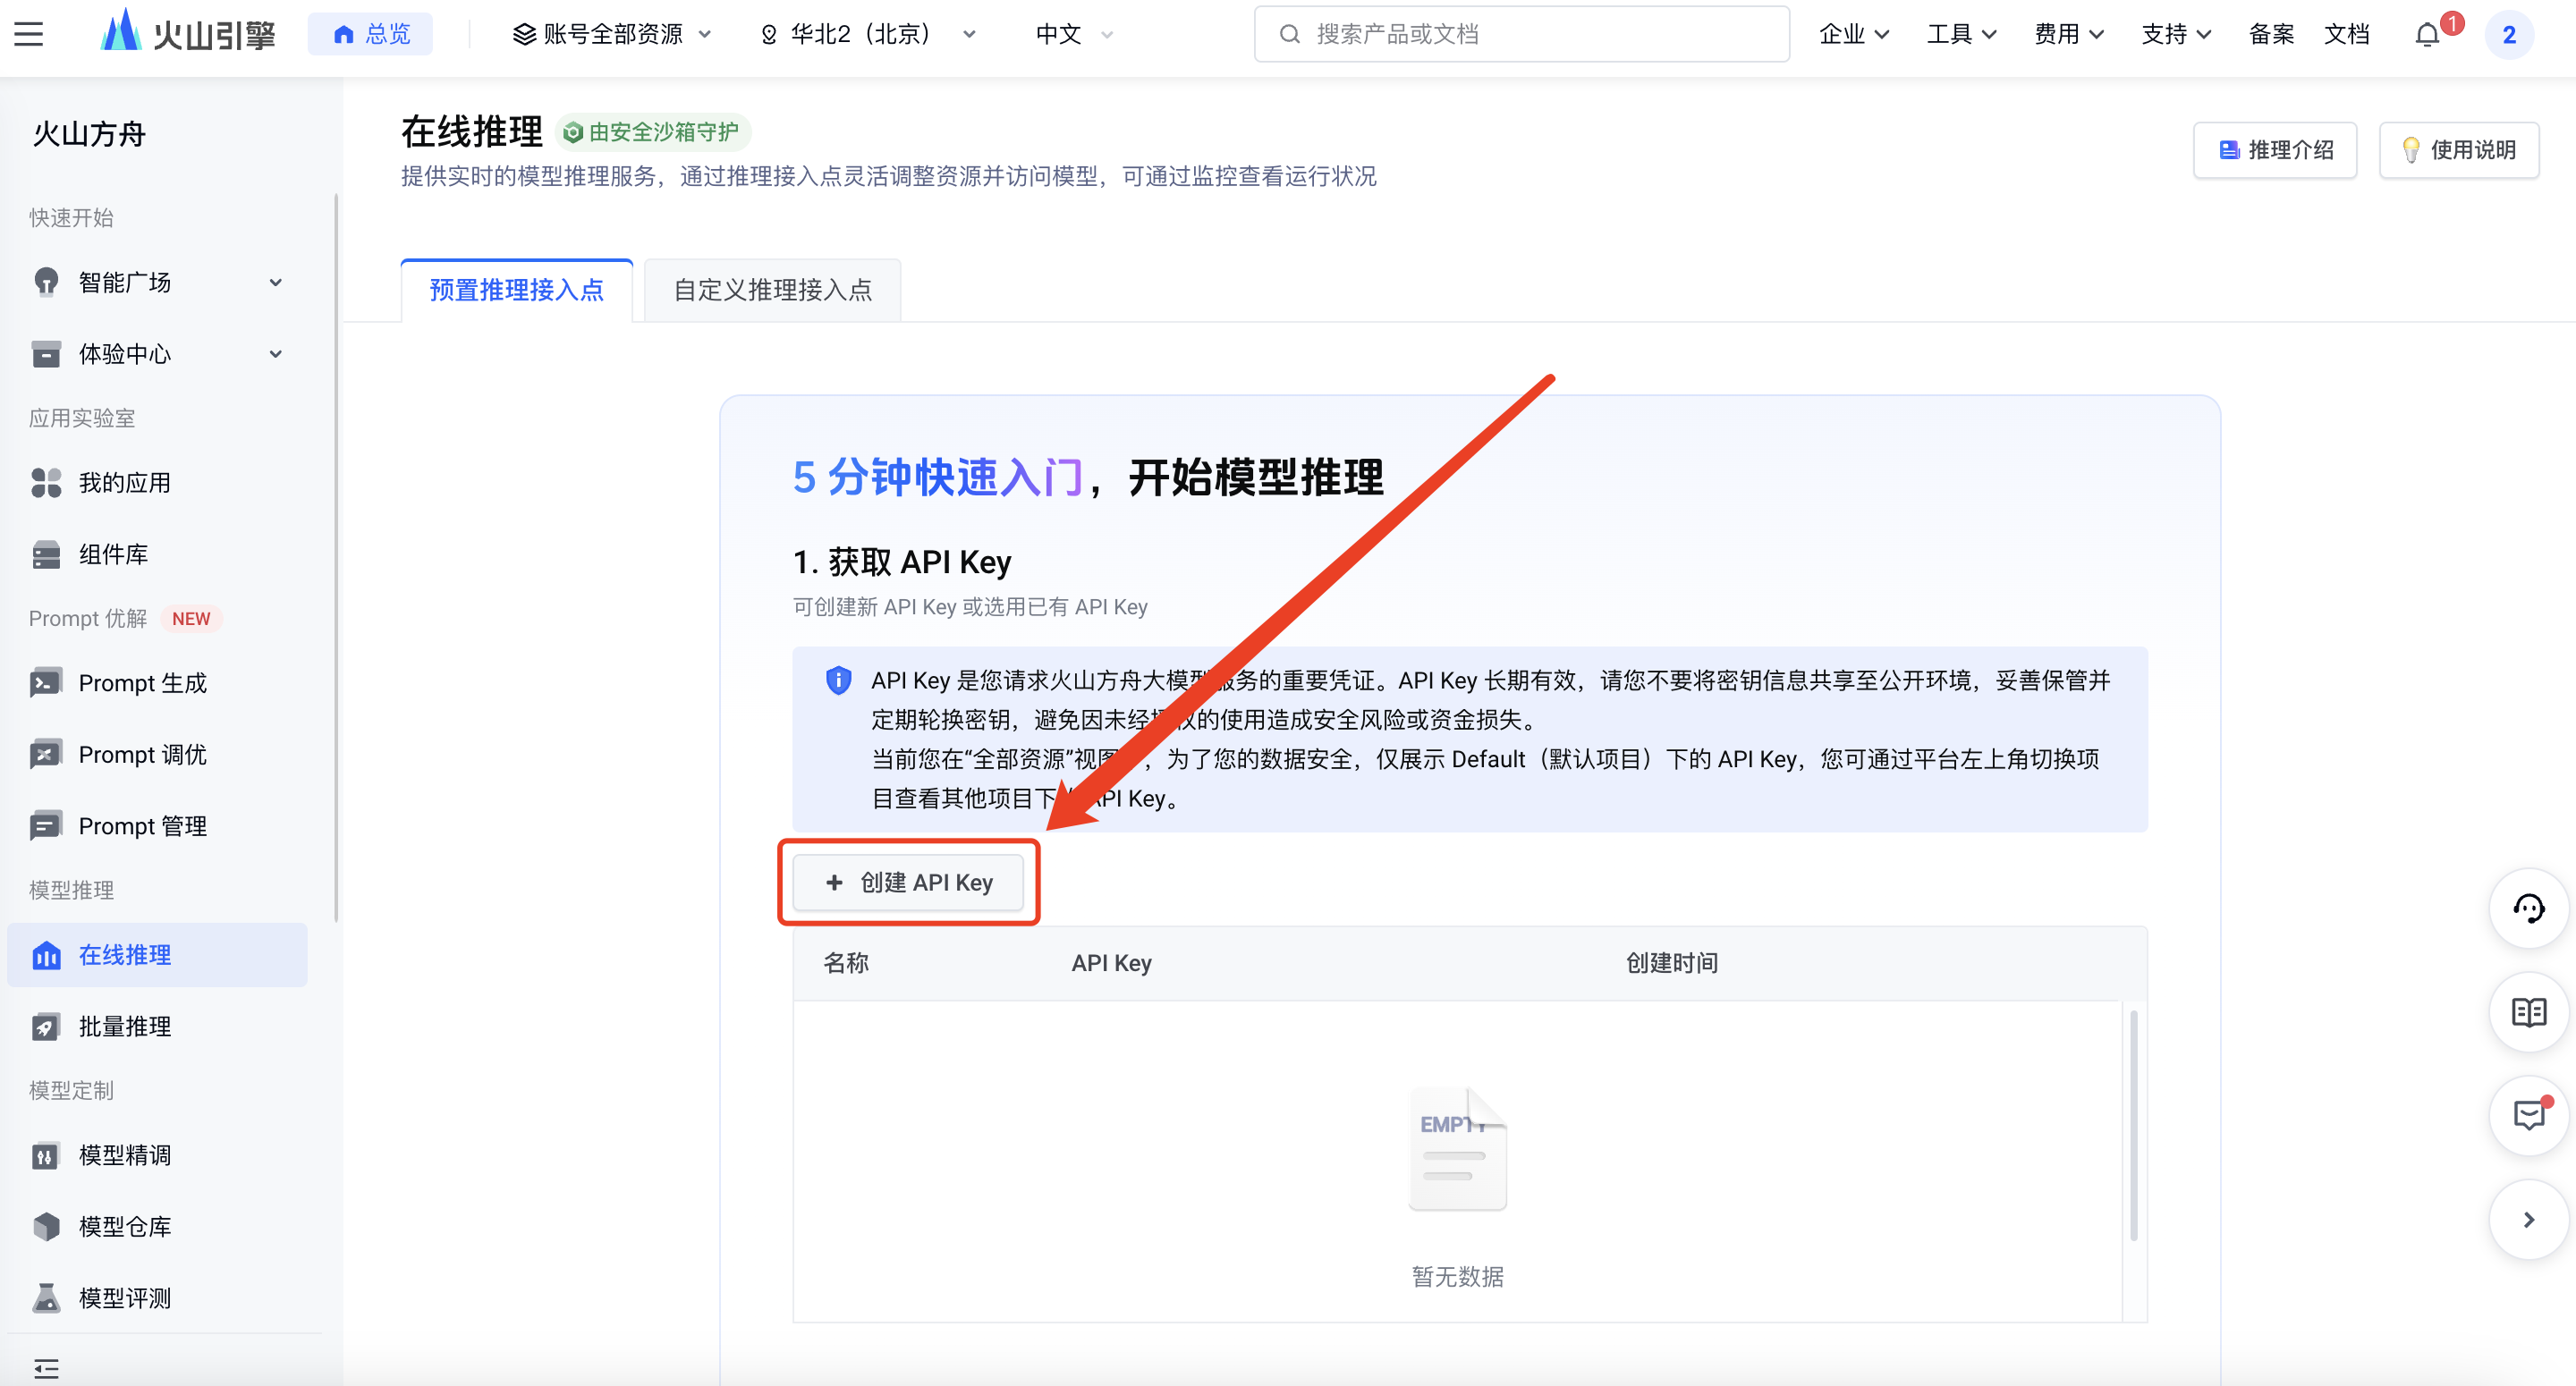 火山引擎
总览
账号全部资源
华北2（北京）
中文
搜索产品或文档
企业
工具
费用
支持
备案
文档
1
2
火山方舟
快速开始
智能广场
体验中心
应用实验室
我的应用
组件库
Prompt 优解 NEW
Prompt 生成
Prompt 调优
Prompt 管理
模型推理
在线推理
批量推理
模型定制
模型精调
模型仓库
模型评测
在线推理 由安全沙箱守护
提供实时的模型推理服务，通过推理接入点灵活调整资源并访问模型，可通过监控查看运行状况
推理介绍
使用说明
预置推理接入点
自定义推理接入点
5 分钟快速入门，开始模型推理
1. 获取 API Key
可创建新 API Key 或选用已有 API Key
API Key 是您请求火山方舟大模型服务的重要凭证。API Key 长期有效，请您不要将密钥信息共享至公开环境，妥善保管并
定期轮换密钥，避免因未经授权的使用造成安全风险或资金损失。
当前您在“全部资源”视图，为了您的数据安全，仅展示 Default（默认项目）下的 API Key，您可通过平台左上角切换项
目查看其他项目下 API Key。
+ 创建 API Key
名称 API Key 创建时间
EMPTY
暂无数据